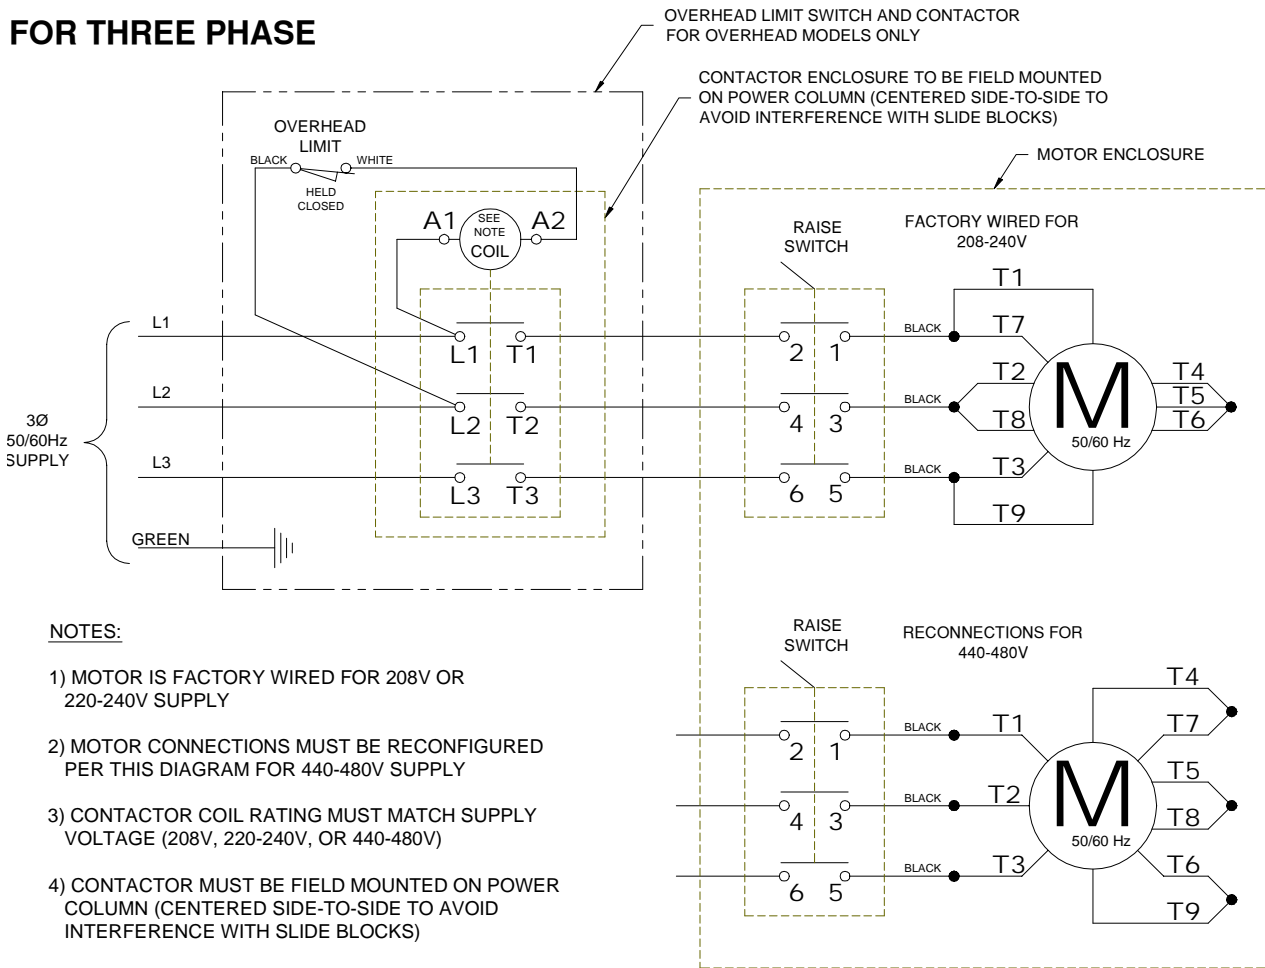 FOR THREE PHASE
OVERHEAD LIMIT SWITCH AND CONTACTOR
FOR OVERHEAD MODELS ONLY
CONTACTOR ENCLOSURE TO BE FIELD MOUNTED
ON POWER COLUMN (CENTERED SIDE-TO-SIDE TO
AVOID INTERFERENCE WITH SLIDE BLOCKS)
MOTOR ENCLOSURE
OVERHEAD
LIMIT
BLACK
WHITE
HELD
CLOSED
A1
SEE
NOTE
COIL
A2
RAISE
SWITCH
FACTORY WIRED FOR
208-240V
L1
L2
L3
GREEN
3Ø
50/60Hz
SUPPLY
L1 T1
L2 T2
L3 T3
2 1
4 3
6 5
BLACK
BLACK
BLACK
T1
T7
T2
T8
T3
T9
M
50/60 Hz
T4
T5
T6
NOTES:
1) MOTOR IS FACTORY WIRED FOR 208V OR
220-240V SUPPLY
2) MOTOR CONNECTIONS MUST BE RECONFIGURED
PER THIS DIAGRAM FOR 440-480V SUPPLY
3) CONTACTOR COIL RATING MUST MATCH SUPPLY
VOLTAGE (208V, 220-240V, OR 440-480V)
4) CONTACTOR MUST BE FIELD MOUNTED ON POWER
COLUMN (CENTERED SIDE-TO-SIDE TO AVOID
INTERFERENCE WITH SLIDE BLOCKS)
RAISE
SWITCH
RECONNECTIONS FOR
440-480V
2 1
4 3
6 5
BLACK
BLACK
BLACK
T1
T2
T3
M
50/60 Hz
T4
T7
T5
T8
T6
T9